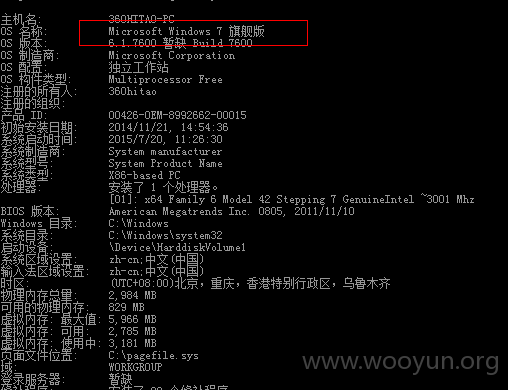 主机名: 360HITAO-PC
OS 名称: Microsoft Windows 7 旗舰版
OS 版本: 6.1.7600 暂缺 Build 7600
OS 制造商: Microsoft Corporation
OS 配置: 独立工作站
OS 构件类型: Multiprocessor Free
注册的所有人: 360hitao
注册的组织:
产品 ID: 00426-OEM-8992662-00015
初始安装日期: 2014/11/21, 14:54:36
系统启动时间: 2015/7/20, 11:26:30
系统制造商: System manufacturer
系统型号: System Product Name
系统类型: X86-based PC
处理器: 安装了 1 个处理器。
[01]: x64 Family 6 Model 42 Stepping 7 GenuineIntel ~3001 Mhz
BIOS 版本: American Megatrends Inc. 0805, 2011/11/10
Windows 目录: C:\Windows
系统目录: C:\Windows\system32
启动设备: \Device\HarddiskVolume1
系统区域设置: zh-cn;中文(中国)
输入法区域设置: zh-cn;中文(中国)
时区: (UTC+08:00)北京，重庆，香港特别行政区，乌鲁木齐
物理内存总量: 2,984 MB
可用的物理内存: 829 MB
虚拟内存: 最大值: 5,966 MB
虚拟内存: 可用: 2,785 MB
虚拟内存: 使用中: 3,181 MB
页面文件位置: C:\pagefile.sys
域: WORKGROUP
登录服务器: 暂缺
www.wooyun.org